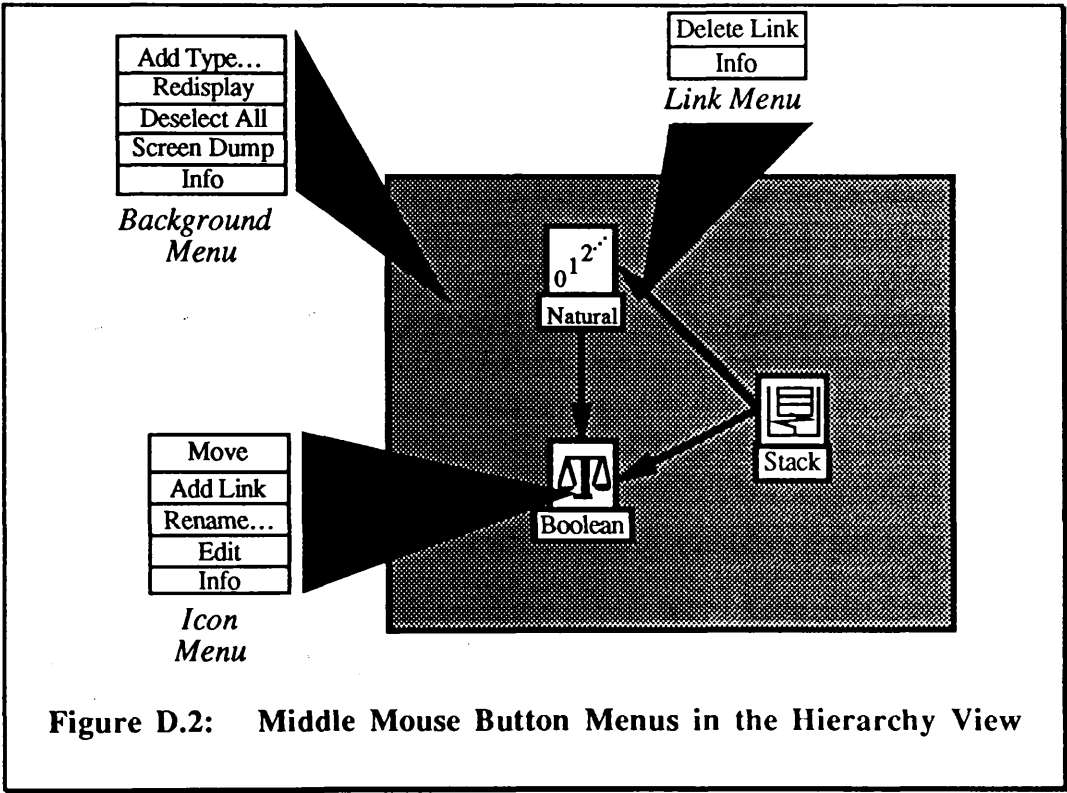 Add Type...
Redisplay
Deselect All
Screen Dump
Info
Background
Menu
Delete Link
Info
Link Menu
0 1 2...
Natural
Stack
Boolean
Move
Add Link
Rename...
Edit
Info
Icon
Menu
Figure D.2: Middle Mouse Button Menus in the Hierarchy View